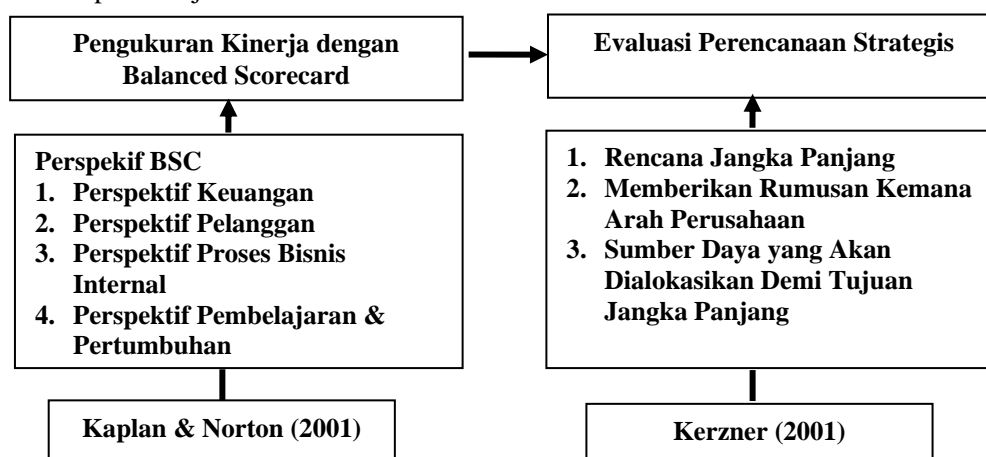 Pengukuran Kinerja dengan
Balanced Scorecard
Evaluasi Perencanaan Strategis
Perspekif BSC
1. Perspektif Keuangan
2. Perspektif Pelanggan
3. Perspektif Proses Bisnis
Internal
4. Perspektif Pembelajaran &
Pertumbuhan
1. Rencana Jangka Panjang
2. Memberikan Rumusan Kemana
Arah Perusahaan
3. Sumber Daya yang Akan
Dialokasikan Demi Tujuan
Jangka Panjang
Kaplan & Norton (2001)
Kerzner (2001)